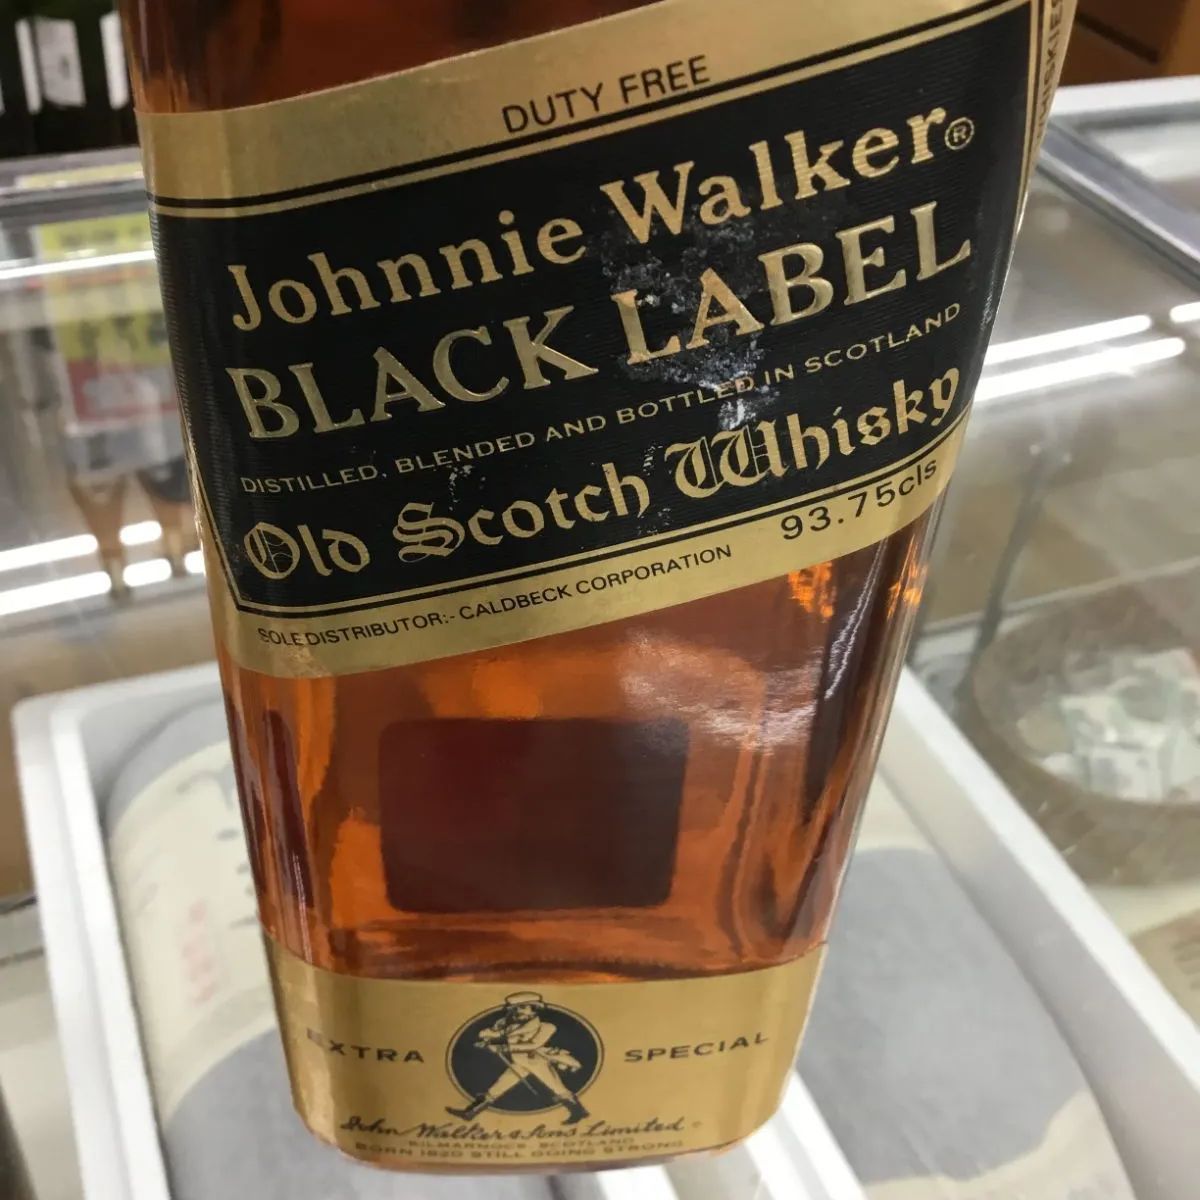 DUTY FREE
Johnnie Walker®
BLACK LABEL
DISTILLED, BLENDED AND BOTTLED IN SCOTLAND
Old Scotch Whisky
93.75cls
SOLE DISTRIBUTOR:- CALDBECK CORPORATION
EXTRA SPECIAL
John Walker & Sons Limited
KILMARNOCK SCOTLAND
BORN 1820 STILL GOING STRONG